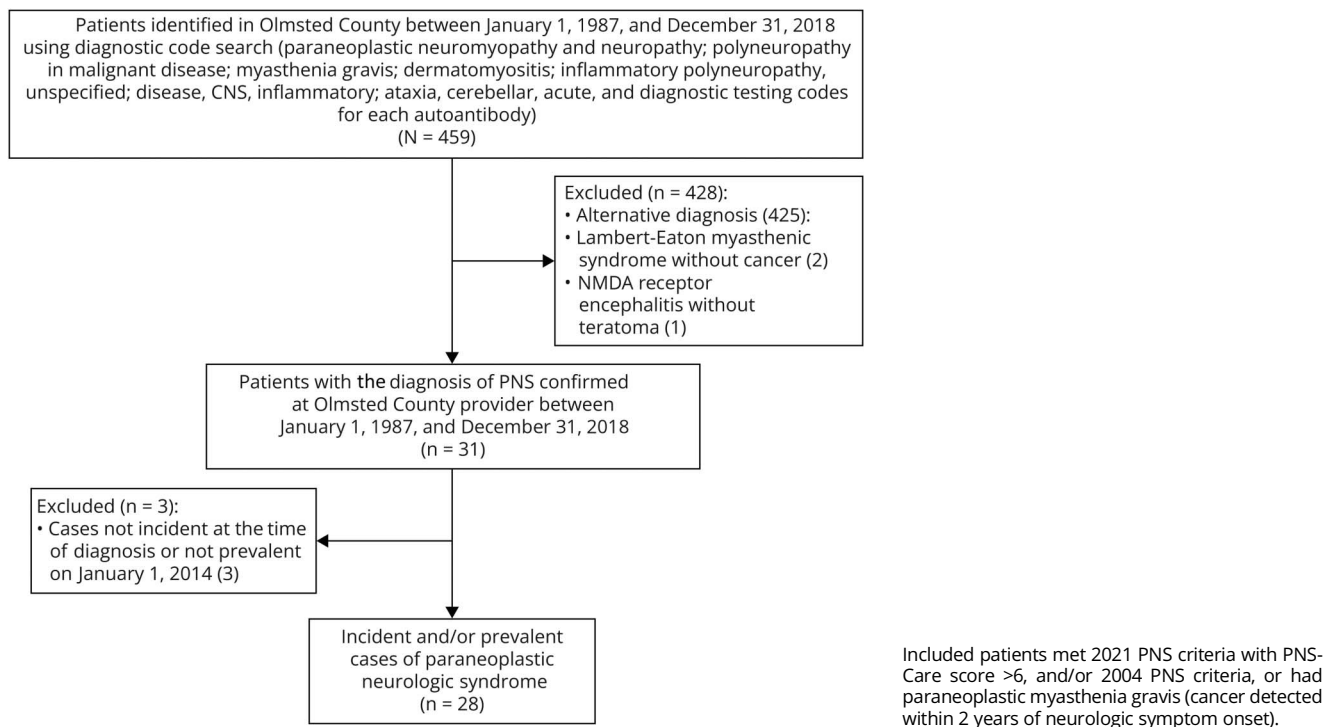 Patients identified in Olmsted County between January 1, 1987, and December 31, 2018
using diagnostic code search (paraneoplastic neuromyopathy and neuropathy; polyneuropathy
in malignant disease; myasthenia gravis; dermatomyositis; inflammatory polyneuropathy,
unspecified; disease, CNS, inflammatory; ataxia, cerebellar, acute, and diagnostic testing codes
for each autoantibody)
(N = 459)
Excluded (n = 428):
• Alternative diagnosis (425):
• Lambert-Eaton myasthenic
syndrome without cancer (2)
• NMDA receptor
encephalitis without
teratoma (1)
Patients with the diagnosis of PNS confirmed
at Olmsted County provider between
January 1, 1987, and December 31, 2018
(n = 31)
Excluded (n = 3):
• Cases not incident at the time
of diagnosis or not prevalent
on January 1, 2014 (3)
Incident and/or prevalent
cases of paraneoplastic
neurologic syndrome
(n = 28)
Included patients met 2021 PNS criteria with PNS-
Care score >6, and/or 2004 PNS criteria, or had
paraneoplastic myasthenia gravis (cancer detected
within 2 years of neurologic symptom onset).